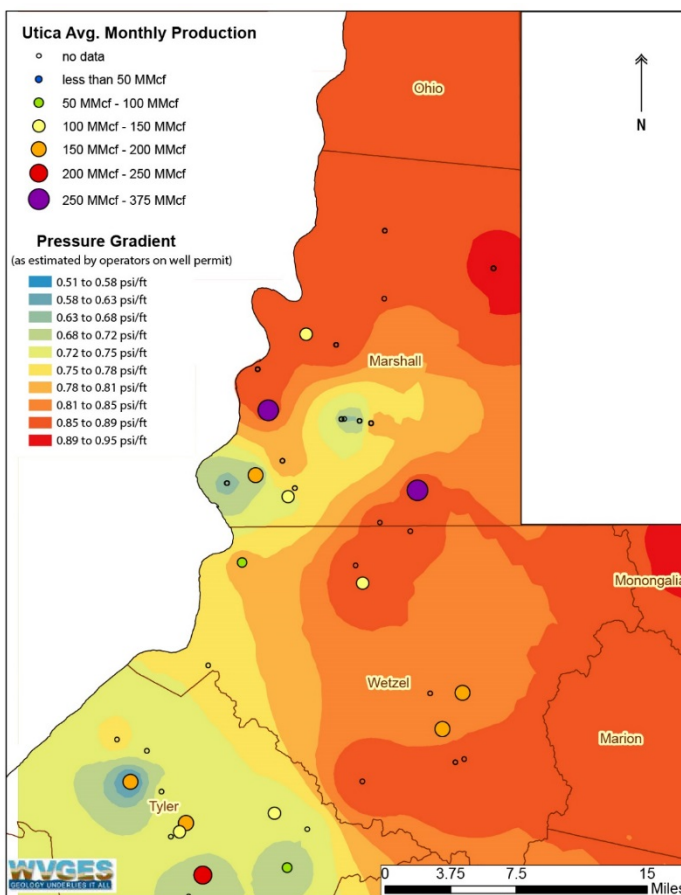 Utica Avg. Monthly Production
no data
less than 50 MMcf
50 MMcf - 100 MMcf
100 MMcf - 150 MMcf
150 MMcf - 200 MMcf
200 MMcf - 250 MMcf
250 MMcf - 375 MMcf
Pressure Gradient
(as estimated by operators on well permit)
0.51 to 0.58 psi/ft
0.58 to 0.63 psi/ft
0.63 to 0.68 psi/ft
0.68 to 0.72 psi/ft
0.72 to 0.75 psi/ft
0.75 to 0.78 psi/ft
0.78 to 0.81 psi/ft
0.81 to 0.85 psi/ft
0.85 to 0.89 psi/ft
0.89 to 0.95 psi/ft
Ohio
N
Marshall
Monongalia
Wetzel
Marion
Tyler
WVGES
GEOLOGY UNDERLIES IT ALL
0 3.75 7.5 15
Miles